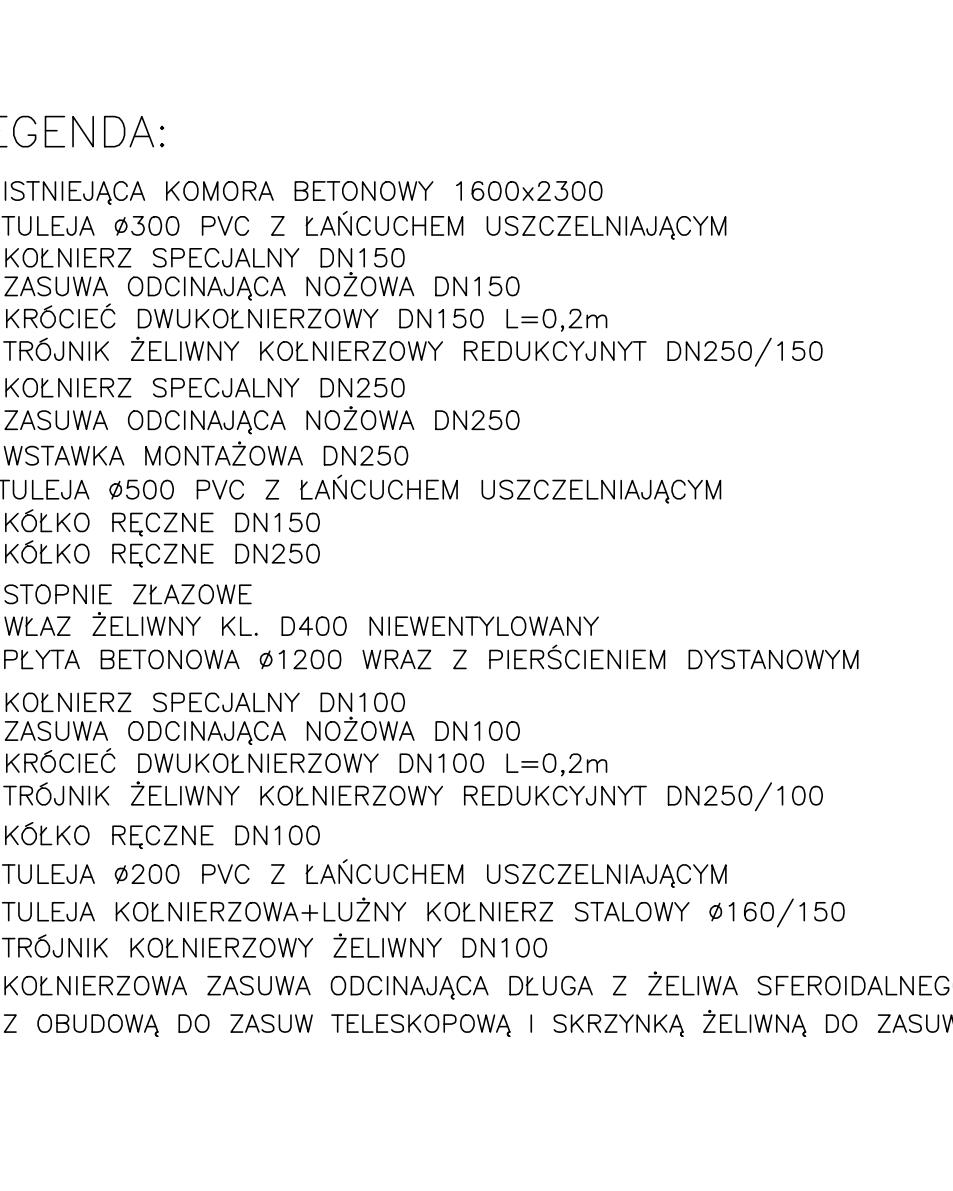 EGENDA:
ISTNIEJĄCA KOMORA BETONOWY 1600x2300
TULEJA ø300 PVC Z ŁAŃCUCHEM USZCZELNIAJĄCYM
KOŁNIERZ SPECJALNY DN150
ZASUWA ODCINAJĄCA NOŻOWA DN150
KRÓCIEĆ DWUKOŁNIERZOWY DN150 L=0,2m
TRÓJNIK ŻELIWNY KOŁNIERZOWY REDUKCYJNYT DN250/150
KOŁNIERZ SPECJALNY DN250
ZASUWA ODCINAJĄCA NOŻOWA DN250
WSTAWKA MONTAŻOWA DN250
TULEJA ø500 PVC Z ŁAŃCUCHEM USZCZELNIAJĄCYM
KÓŁKO RĘCZNE DN150
KÓŁKO RĘCZNE DN250
STOPNIE ZŁAZOWE
WŁAZ ŻELIWNY KL. D400 NIEWENTYLOWANY
PŁYTA BETONOWA ø1200 WRAZ Z PIERŚCIENIEM DYSTANOWYM
KOŁNIERZ SPECJALNY DN100
ZASUWA ODCINAJĄCA NOŻOWA DN100
KRÓCIEĆ DWUKOŁNIERZOWY DN100 L=0,2m
TRÓJNIK ŻELIWNY KOŁNIERZOWY REDUKCYJNYT DN250/100
KÓŁKO RĘCZNE DN100
TULEJA ø200 PVC Z ŁAŃCUCHEM USZCZELNIAJĄCYM
TULEJA KOŁNIERZOWA+LUŻNY KOŁNIERZ STALOWY ø160/150
TRÓJNIK KOŁNIERZOWY ŻELIWNY DN100
KOŁNIERZOWA ZASUWA ODCINAJĄCA DŁUGA Z ŻELIWA SFEROIDALNEG
Z OBUDOWĄ DO ZASUW TELESKOPOWĄ I SKRZYNKĄ ŻELIWNĄ DO ZASUW